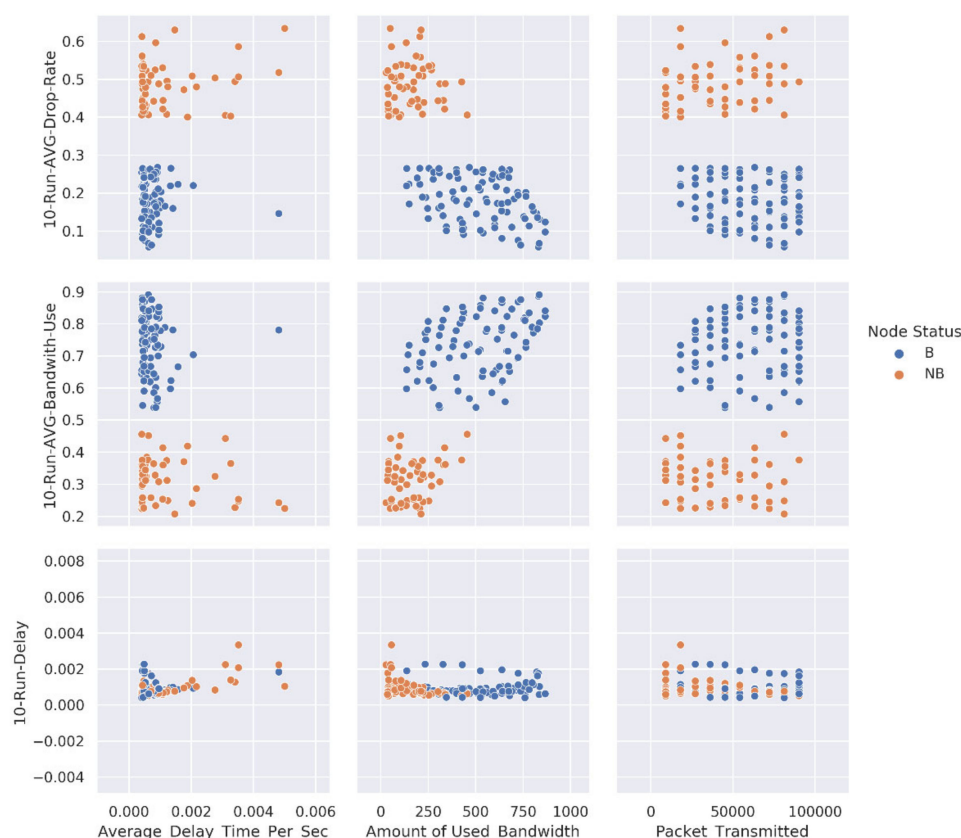 10-Run-AVG-Drop-Rate
0.6
0.5
0.4
0.3
0.2
0.1
10-Run-AVG-Bandwith-Use
0.9
0.8
0.7
0.6
0.5
0.4
0.3
0.2
Node Status
B
NB
10-Run-Delay
0.008
0.006
0.004
0.002
0.000
−0.002
−0.004
0.000 0.002 0.004 0.006
Average Delay Time Per Sec
0 250 500 750 1000
Amount of Used Bandwidth
0 50000 100000
Packet Transmitted